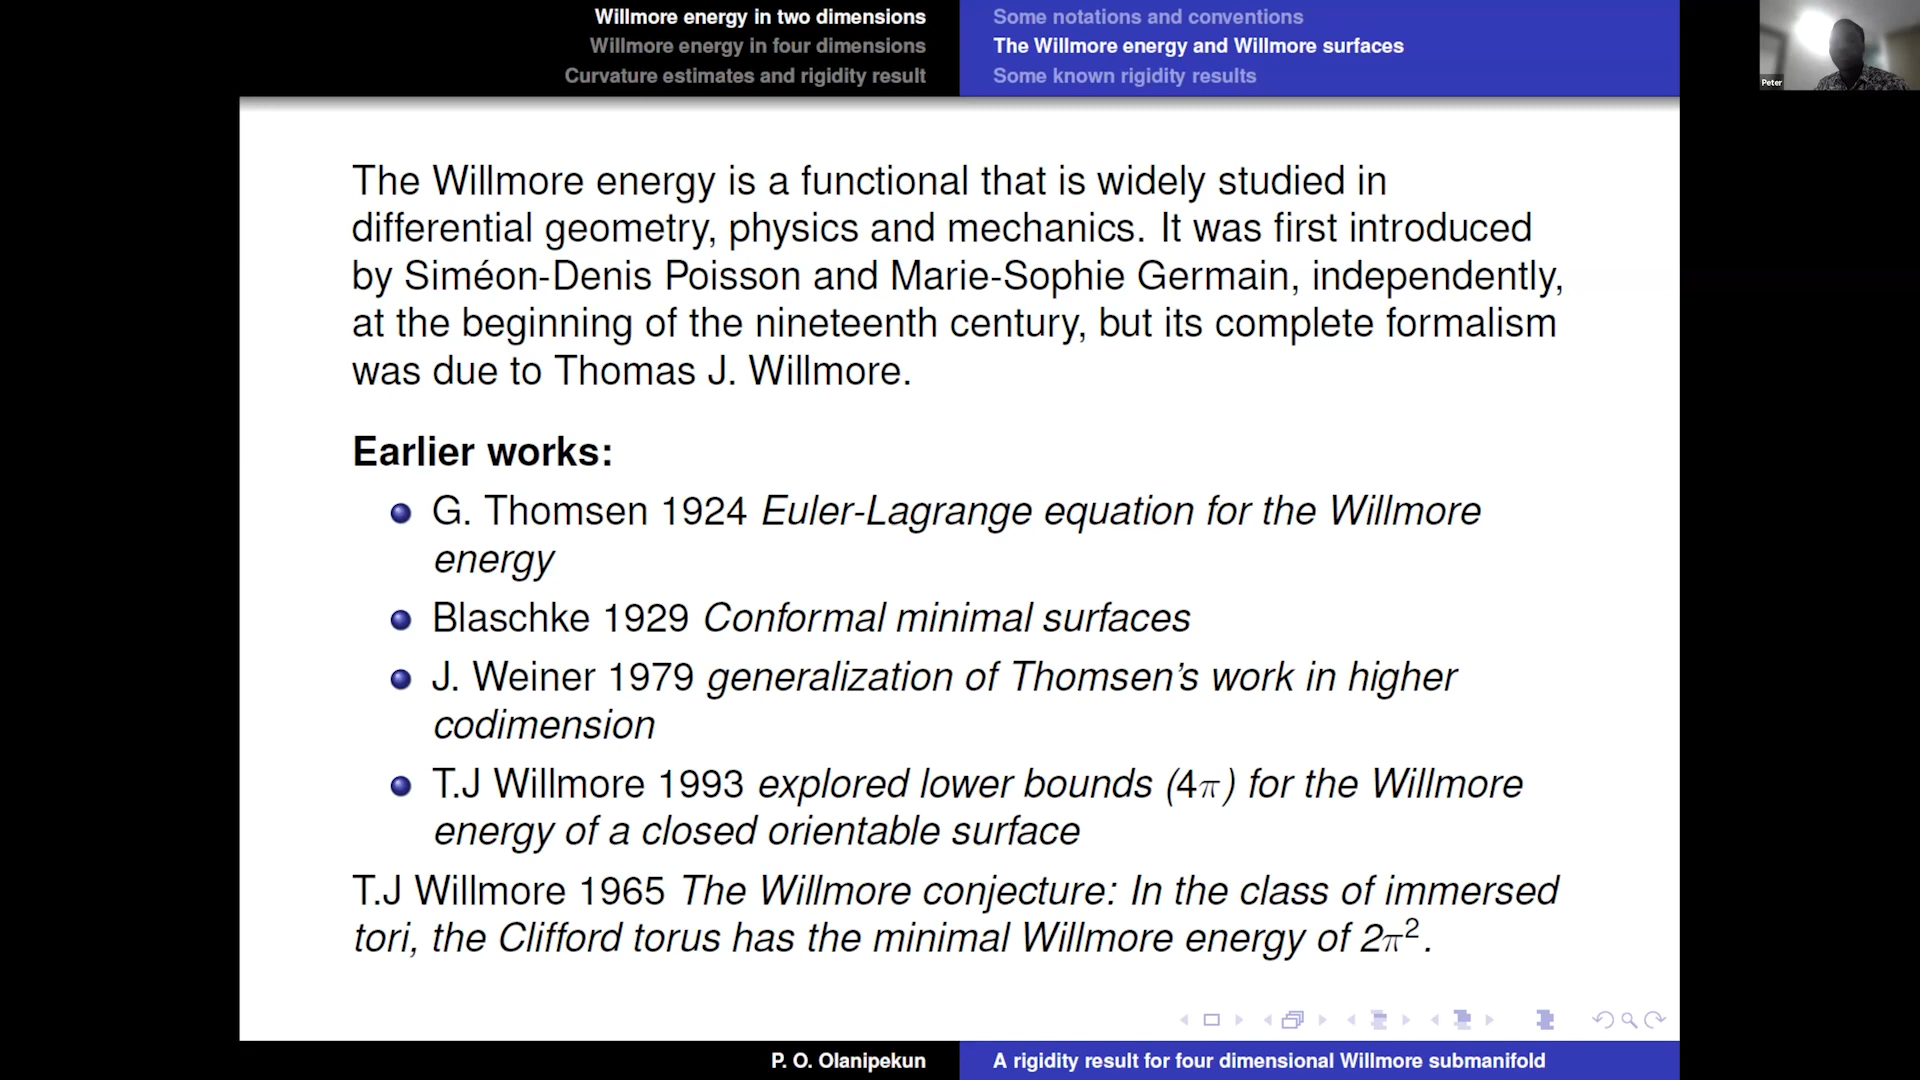 Willmore energy in two dimensions
Willmore energy in four dimensions
Curvature estimates and rigidity result
Some notations and conventions
The Willmore energy and Willmore surfaces
Some known rigidity results
Peter
The Willmore energy is a functional that is widely studied in
differential geometry, physics and mechanics. It was first introduced
by Siméon-Denis Poisson and Marie-Sophie Germain, independently,
at the beginning of the nineteenth century, but its complete formalism
was due to Thomas J. Willmore.
Earlier works:
G. Thomsen 1924 Euler-Lagrange equation for the Willmore
energy
Blaschke 1929 Conformal minimal surfaces
J. Weiner 1979 generalization of Thomsen's work in higher
codimension
T.J Willmore 1993 explored lower bounds (4π) for the Willmore
energy of a closed orientable surface
T.J Willmore 1965 The Willmore conjecture: In the class of immersed
tori, the Clifford torus has the minimal Willmore energy of 2π².
P. O. Olanipekun
A rigidity result for four dimensional Willmore submanifold